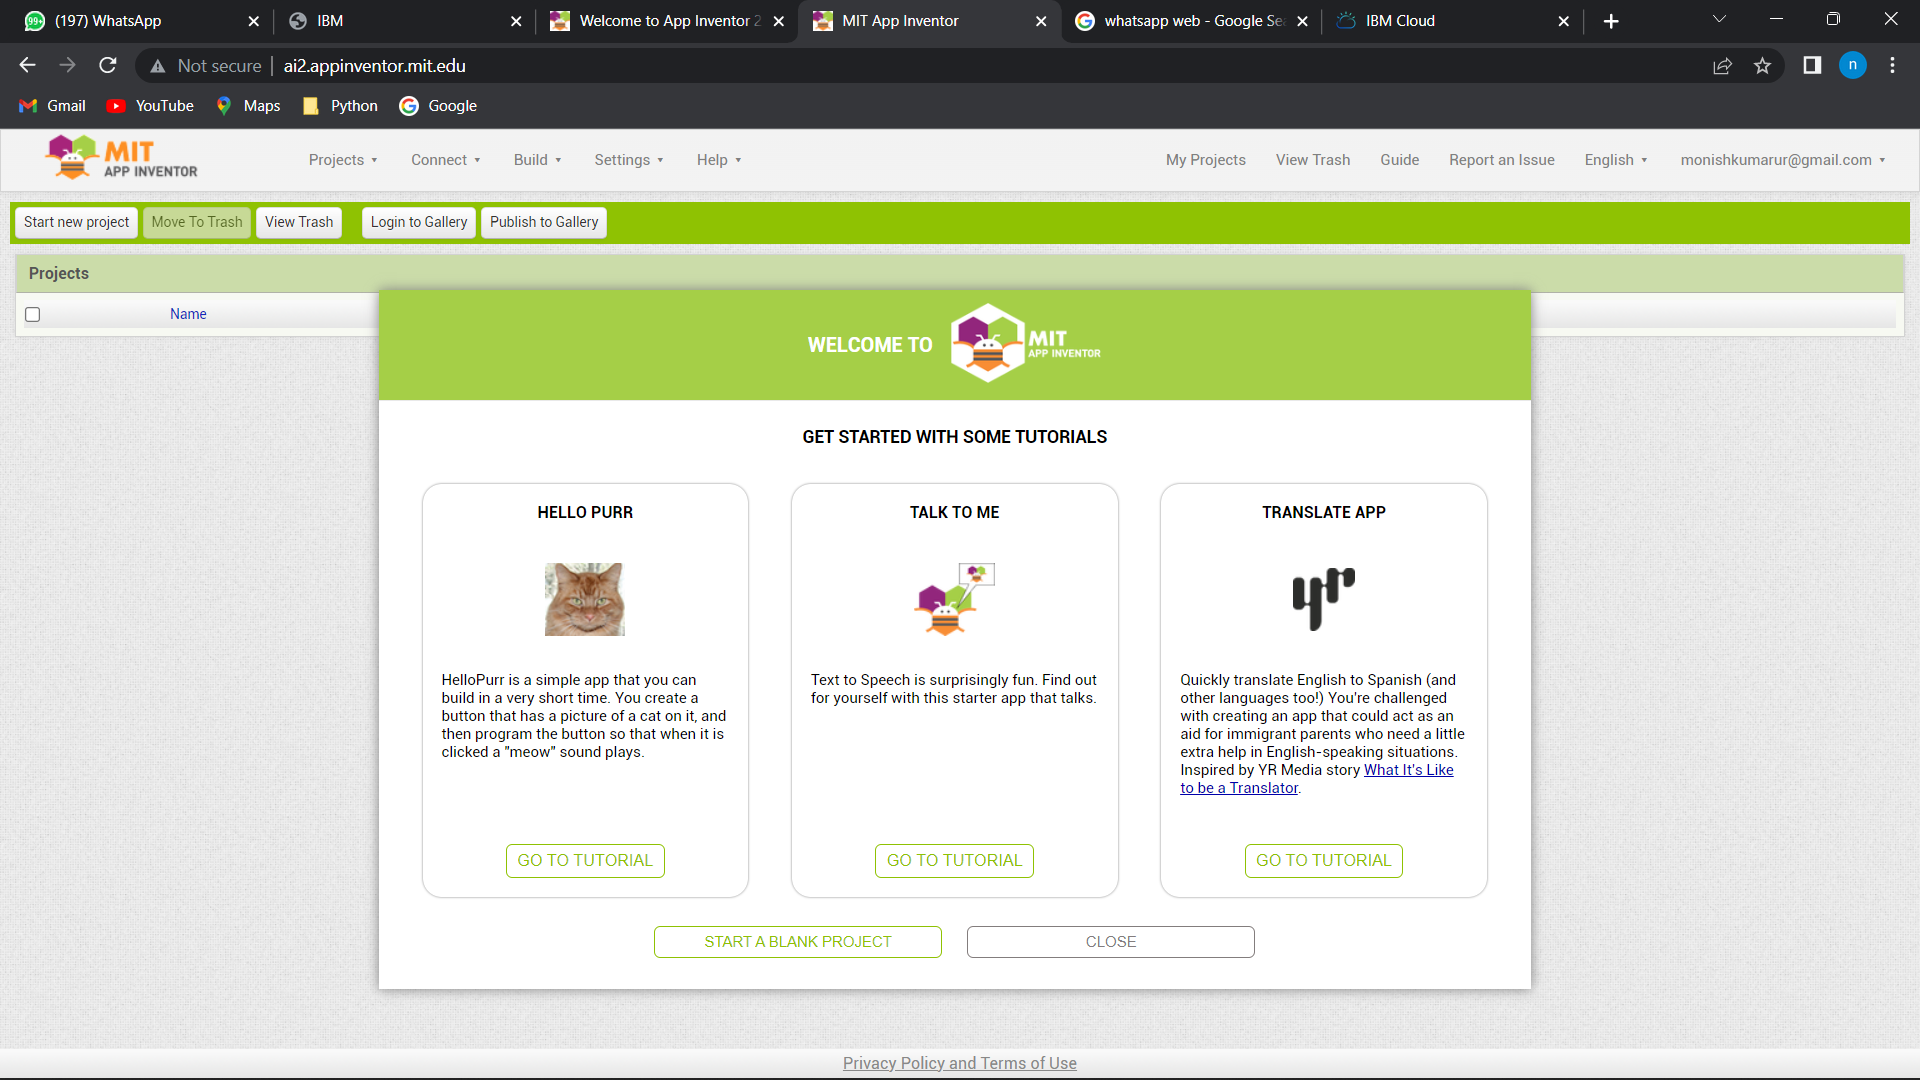 (197) WhatsApp
IBM
Welcome to App Inventor 2
MIT App Inventor
whatsapp web - Google Se
IBM Cloud
Not secure
ai2.appinventor.mit.edu
n
Gmail
YouTube
Maps
Python
Google
MIT
APP INVENTOR
Projects
Connect
Build
Settings
Help
My Projects
View Trash
Guide
Report an Issue
English
monishkumarur@gmail.com
Start new project
Move To Trash
View Trash
Login to Gallery
Publish to Gallery
Projects
Name
WELCOME TO
MIT
APP INVENTOR
GET STARTED WITH SOME TUTORIALS
HELLO PURR
HelloPurr is a simple app that you can
build in a very short time. You create a
button that has a picture of a cat on it, and
then program the button so that when it is
clicked a "meow" sound plays.
GO TO TUTORIAL
TALK TO ME
Text to Speech is surprisingly fun. Find out
for yourself with this starter app that talks.
GO TO TUTORIAL
TRANSLATE APP
Quickly translate English to Spanish (and
other languages too!) You're challenged
with creating an app that could act as an
aid for immigrant parents who need a little
extra help in English-speaking situations.
Inspired by YR Media story What It's Like
to be a Translator.
GO TO TUTORIAL
START A BLANK PROJECT
CLOSE
Privacy Policy and Terms of Use